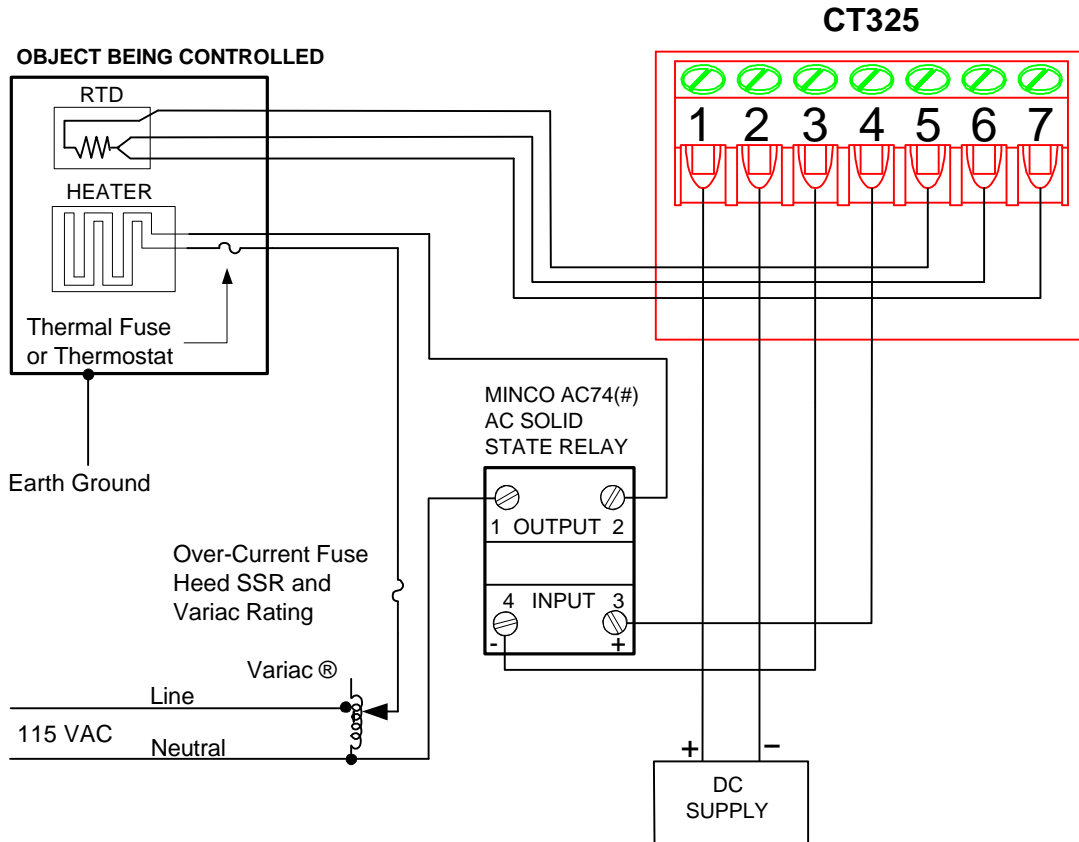 CT325
OBJECT BEING CONTROLLED
RTD
1 2 3 4 5 6 7
HEATER
Thermal Fuse
or Thermostat
MINCO AC74(#)
AC SOLID
STATE RELAY
Earth Ground
1 OUTPUT 2
Over-Current Fuse
Heed SSR and
Variac Rating
4 INPUT 3
- +
Variac ®
Line
115 VAC
Neutral
+ −
DC
SUPPLY